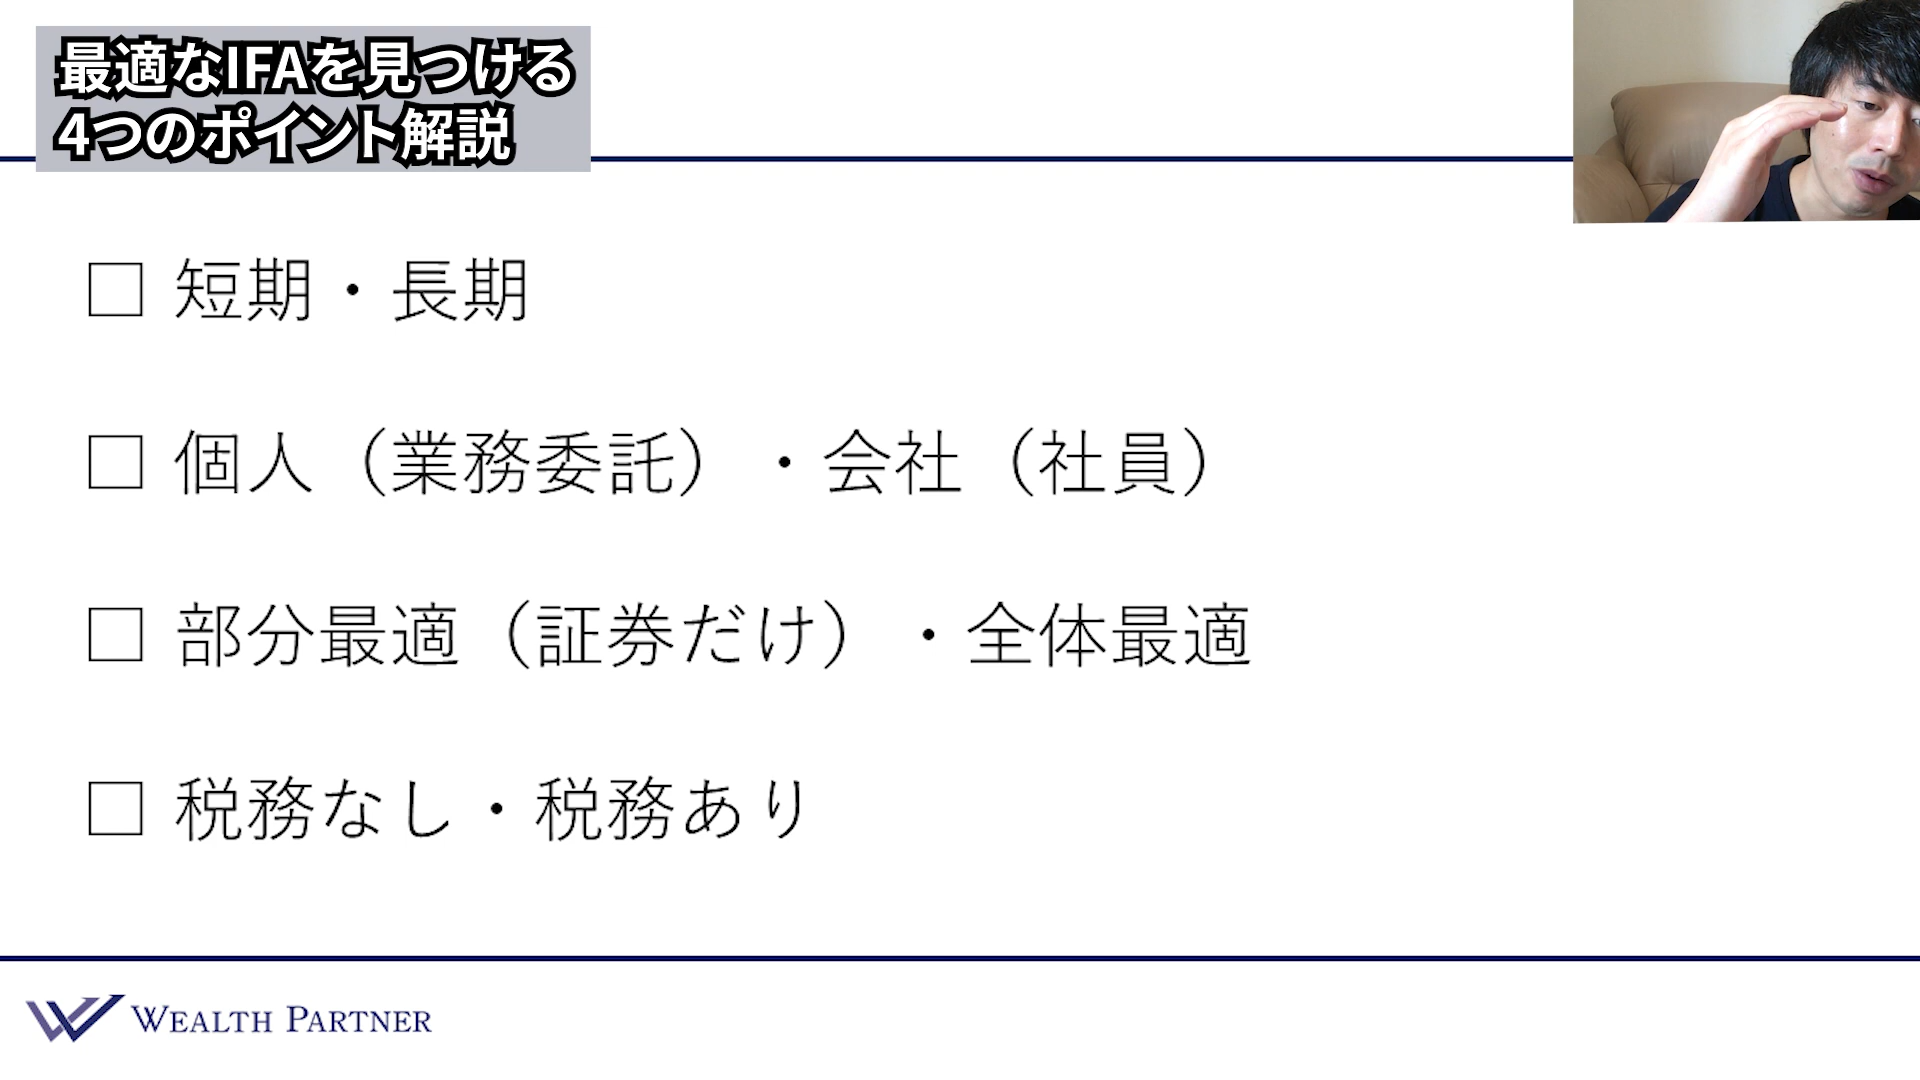 最適なIFAを見つける
4つのポイント解説
□ 短期・長期
□ 個人（業務委託）・会社（社員）
□ 部分最適（証券だけ）・全体最適
□ 税務なし・税務あり
WEALTH PARTNER